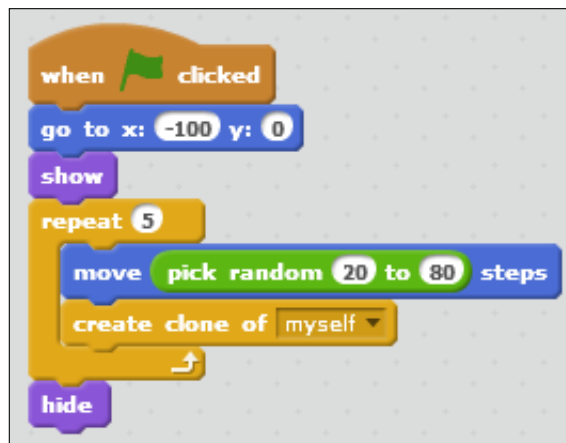 when clicked
go to x: -100 y: 0
show
repeat 5
move pick random 20 to 80 steps
create clone of myself
hide